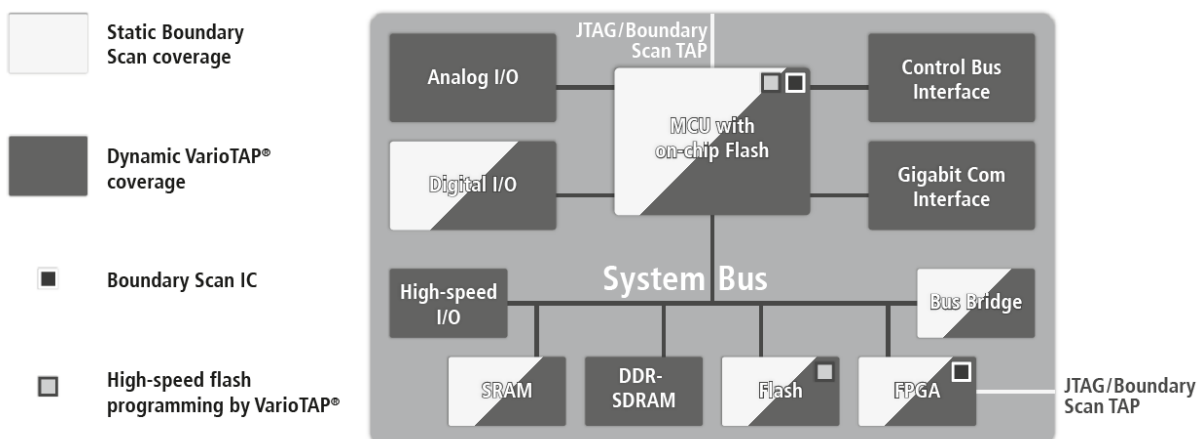 Static Boundary
Scan coverage
Dynamic VarioTAP®
coverage
Boundary Scan IC
High-speed flash
programming by VarioTAP®
JTAG/Boundary
Scan TAP
Analog I/O
MCU with
on-chip Flash
Control Bus
Interface
Digital I/O
Gigabit Com
Interface
System Bus
High-speed
I/O
Bus Bridge
SRAM
DDR-
SDRAM
Flash
FPGA
JTAG/Boundary
Scan TAP